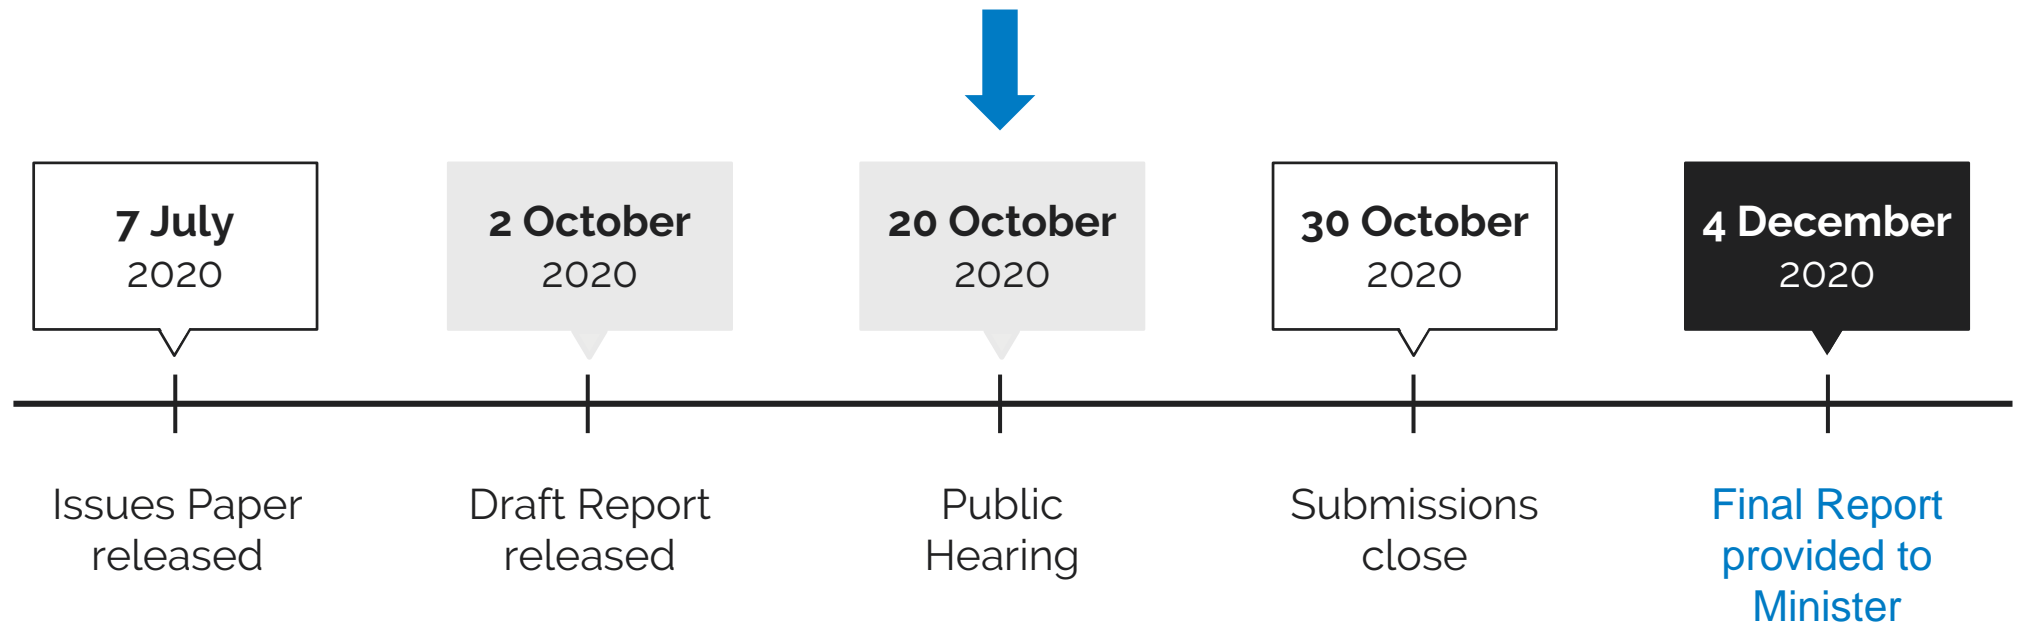 7 July
2020
2 October
2020
20 October
2020
30 October
2020
4 December
2020
Issues Paper
released
Draft Report
released
Public
Hearing
Submissions
close
Final Report
provided to
Minister